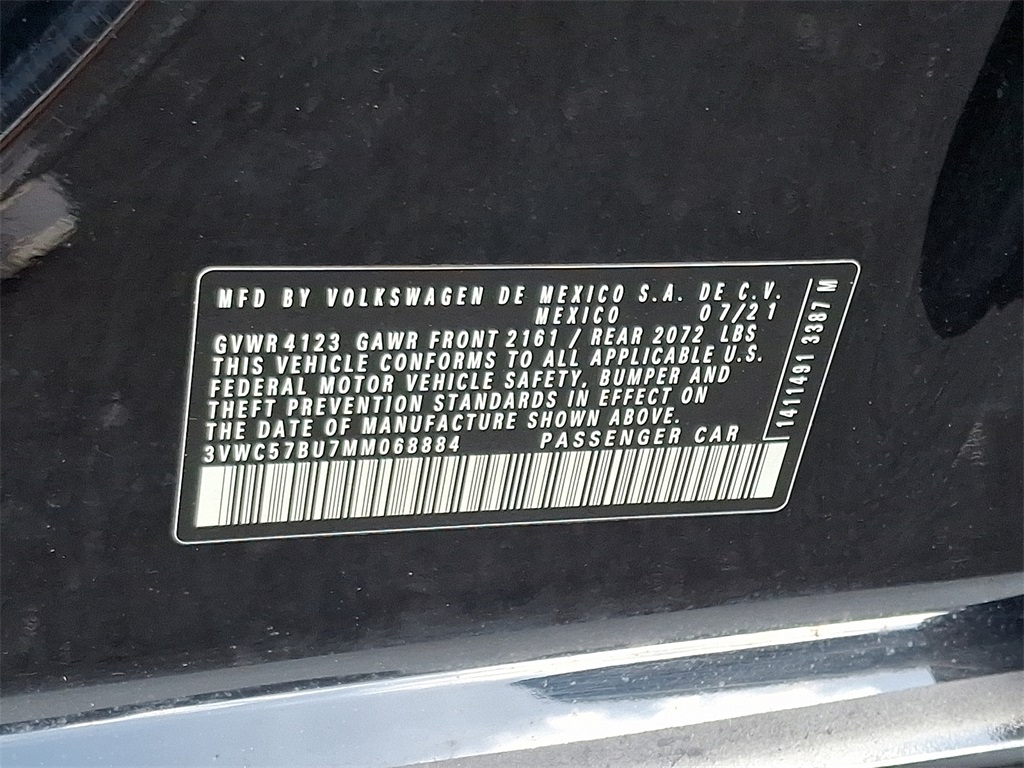 MFD BY VOLKSWAGEN DE MEXICO S.A. DE C.V.
MEXICO 07/21
GVWR 4123 GAWR FRONT 2161 / REAR 2072 LBS
THIS VEHICLE CONFORMS TO ALL APPLICABLE U.S.
FEDERAL MOTOR VEHICLE SAFETY, BUMPER AND
THEFT PREVENTION STANDARDS IN EFFECT ON
THE DATE OF MANUFACTURE SHOWN ABOVE.
3VWC57BU7MM068884 PASSENGER CAR
1411491 3387 M